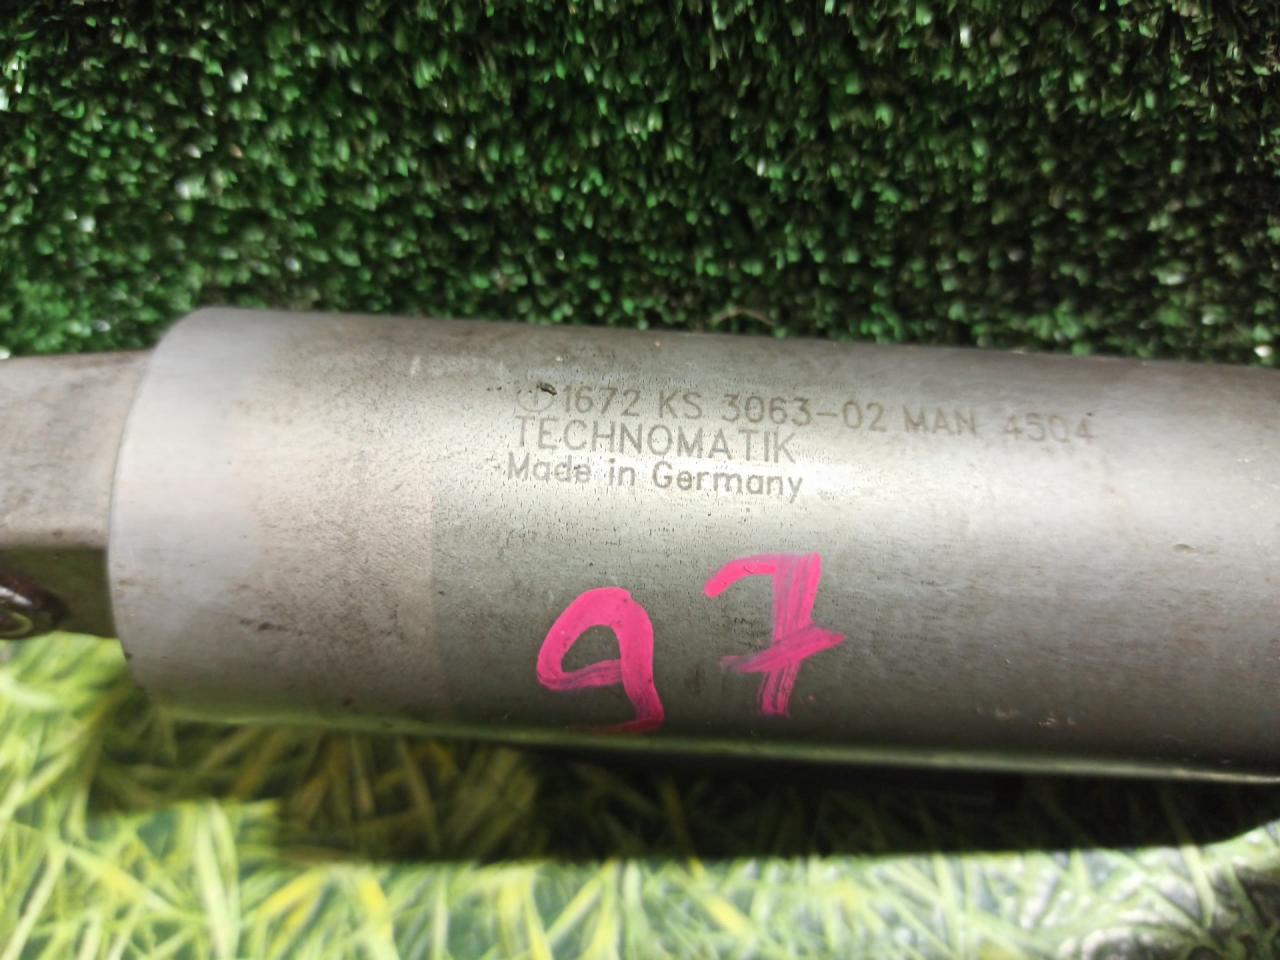 1672 KS 3063-02 MAN 4504
TECHNOMATIK
Made in Germany
97